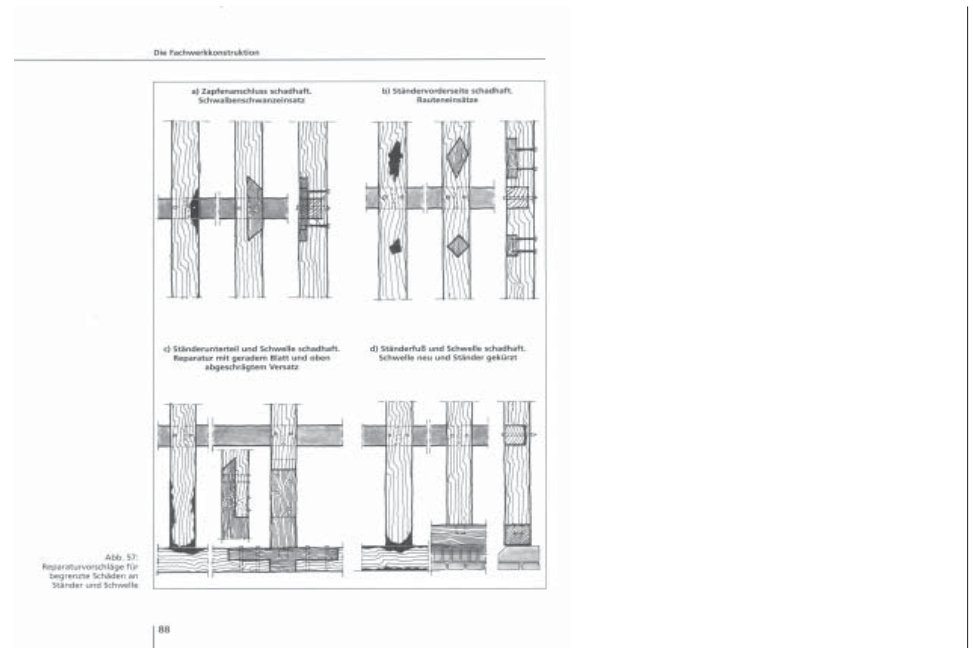 Die Fachwerkkonstruktion
a) Zapfenanschluss schadhaft.
Schwalbenschwanzeinsatz
b) Ständervorderseite schadhaft.
Rauteneinsätze
c) Ständerunterteil und Schwelle schadhaft.
Reparatur mit geradem Blatt und oben
abgeschrägtem Versatz
d) Ständerfuß und Schwelle schadhaft.
Schwelle neu und Ständer gekürzt
Abb. 57:
Reparaturvorschläge für
begrenzte Schäden an
Ständer und Schwelle
88